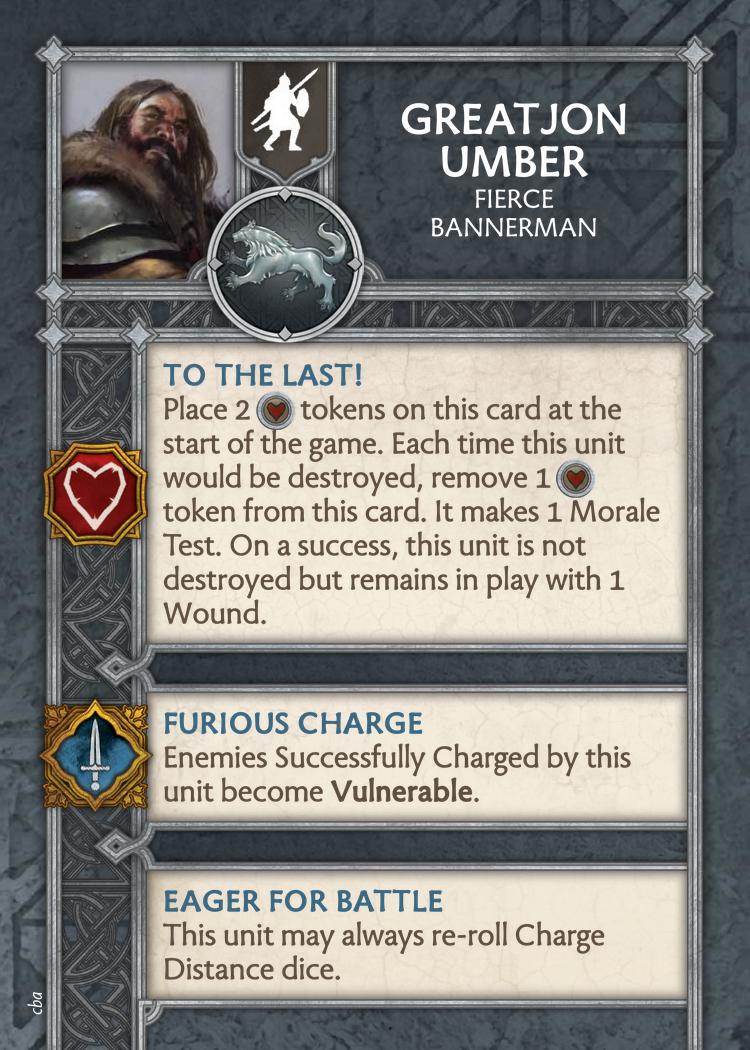 GREATJON
UMBER
FIERCE
BANNERMAN
TO THE LAST!
Place 2 tokens on this card at the
start of the game. Each time this unit
would be destroyed, remove 1
token from this card. It makes 1 Morale
Test. On a success, this unit is not
destroyed but remains in play with 1
Wound.
FURIOUS CHARGE
Enemies Successfully Charged by this
unit become Vulnerable.
EAGER FOR BATTLE
This unit may always re-roll Charge
Distance dice.
cba